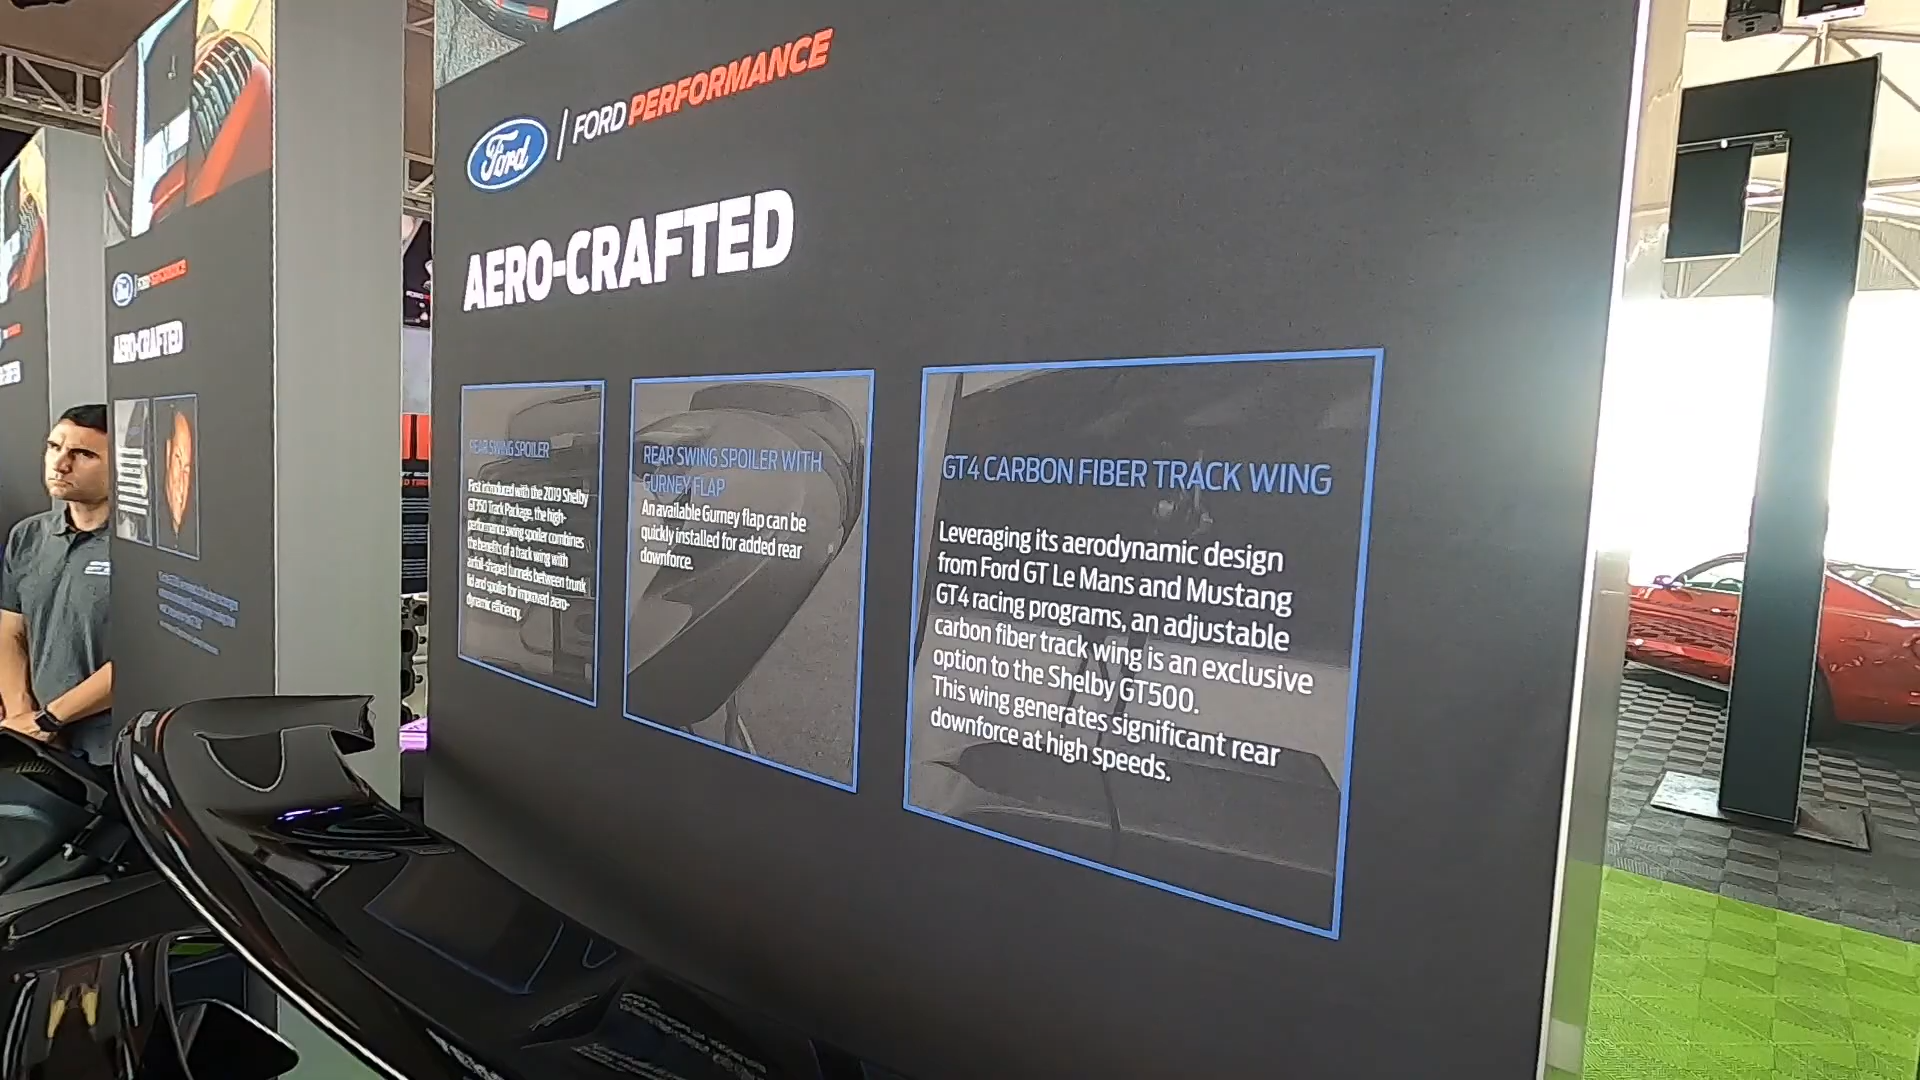 Ford
FORD PERFORMANCE
AERO-CRAFTED
REAR SWING SPOILER
First introduced with the 2019 Shelby
GT350 Track Package, the high-
performance swing spoiler combines
the benefits of a track wing with
airfoil-shaped tunnels between trunk
lid and spoiler for improved aero-
dynamic efficiency.
REAR SWING SPOILER WITH
GURNEY FLAP
An available Gurney flap can be
quickly installed for added rear
downforce.
GT4 CARBON FIBER TRACK WING
Leveraging its aerodynamic design
from Ford GT Le Mans and Mustang
GT4 racing programs, an adjustable
carbon fiber track wing is an exclusive
option to the Shelby GT500.
This wing generates significant rear
downforce at high speeds.
Ford
FORD PERFORMANCE
AERO-CRAFTED